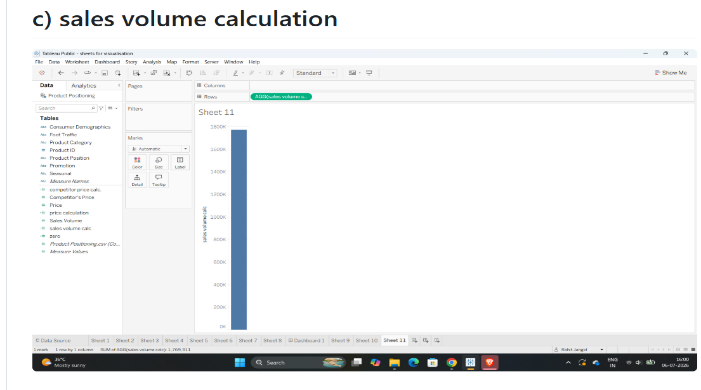 c) sales volume calculation
Tableau Public - sheets for visualisation
File Data Worksheet Dashboard Story Analysis Map Format Server Window Help
Standard
Show Me
Data Analytics
Product Positioning
Search
Tables
Consumer Demographics
Foot Traffic
Product Category
Product ID
Product Position
Promotion
Seasonal
Measure Names
competitor price calc.
Competitor's Price
Price
price calculation
Sales Volume
sales volume calc
zero
Product Positioning.csv (Co...
Measure Values
Pages
Filters
Marks
Automatic
Color Size Label
Detail Tooltip
Columns
Rows AGG(sales volume c..
Sheet 11
sales volume calc
1800K
1600K
1400K
1200K
1000K
800K
600K
400K
200K
0K
Data Source Sheet 1 Sheet 2 Sheet 3 Sheet 4 Sheet 5 Sheet 6 Sheet 7 Sheet 8 Dashboard 1 Sheet 9 Sheet 10 Sheet 11
1 mark 1 row by 1 column SUM of AGG(sales volume calc): 1,769,514
36°C
Mostly sunny
Search
ENG
IN
16:00
06-07-2025